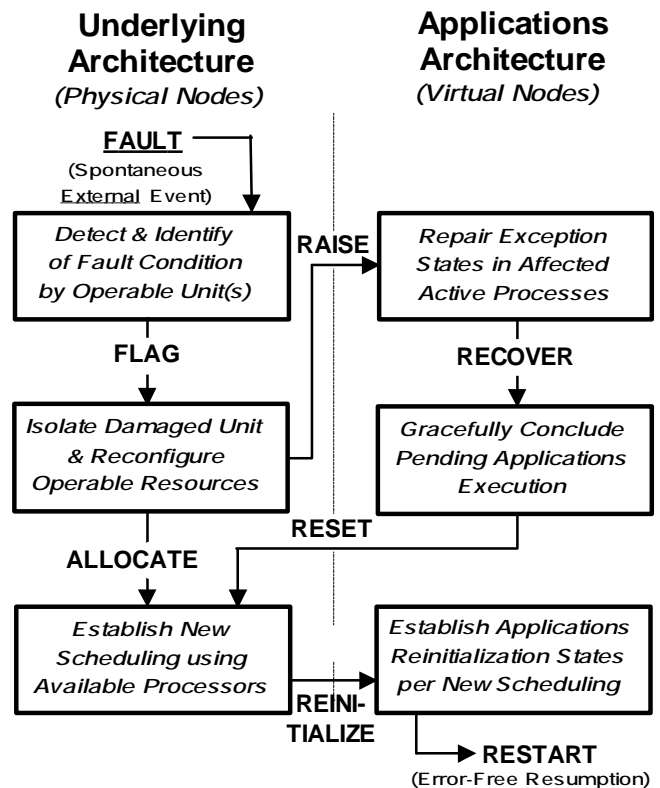 Underlying
Architecture
(Physical Nodes)
Applications
Architecture
(Virtual Nodes)
FAULT
(Spontaneous
External Event)
Detect & Identify
of Fault Condition
by Operable Unit(s)
RAISE
Repair Exception
States in Affected
Active Processes
FLAG
RECOVER
Isolate Damaged Unit
& Reconfigure
Operable Resources
Gracefully Conclude
Pending Applications
Execution
RESET
ALLOCATE
Establish New
Scheduling using
Available Processors
Establish Applications
Reinitialization States
per New Scheduling
REINI-
TIALIZE
RESTART
(Error-Free Resumption)